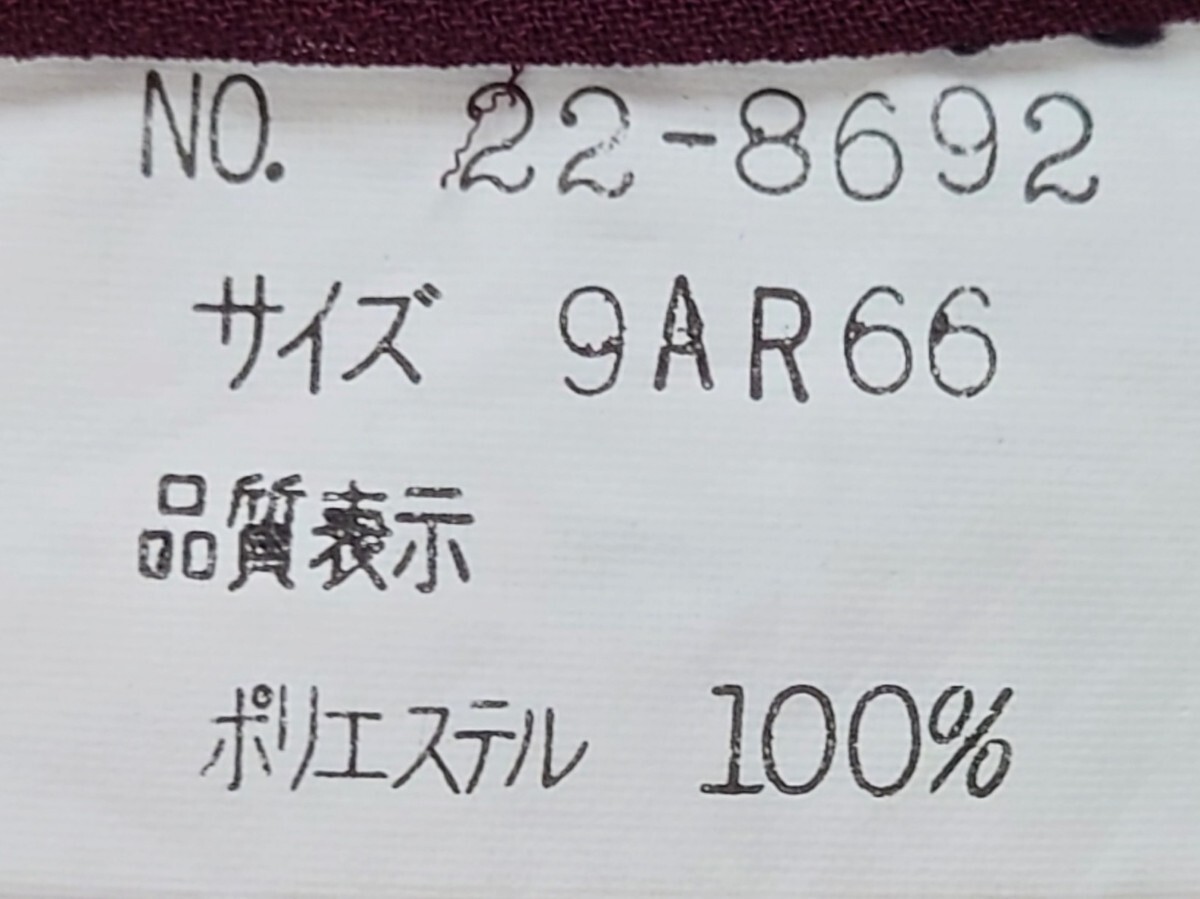 NO. 22-8692
サイズ 9AR66
品質表示
ポリエステル 100%